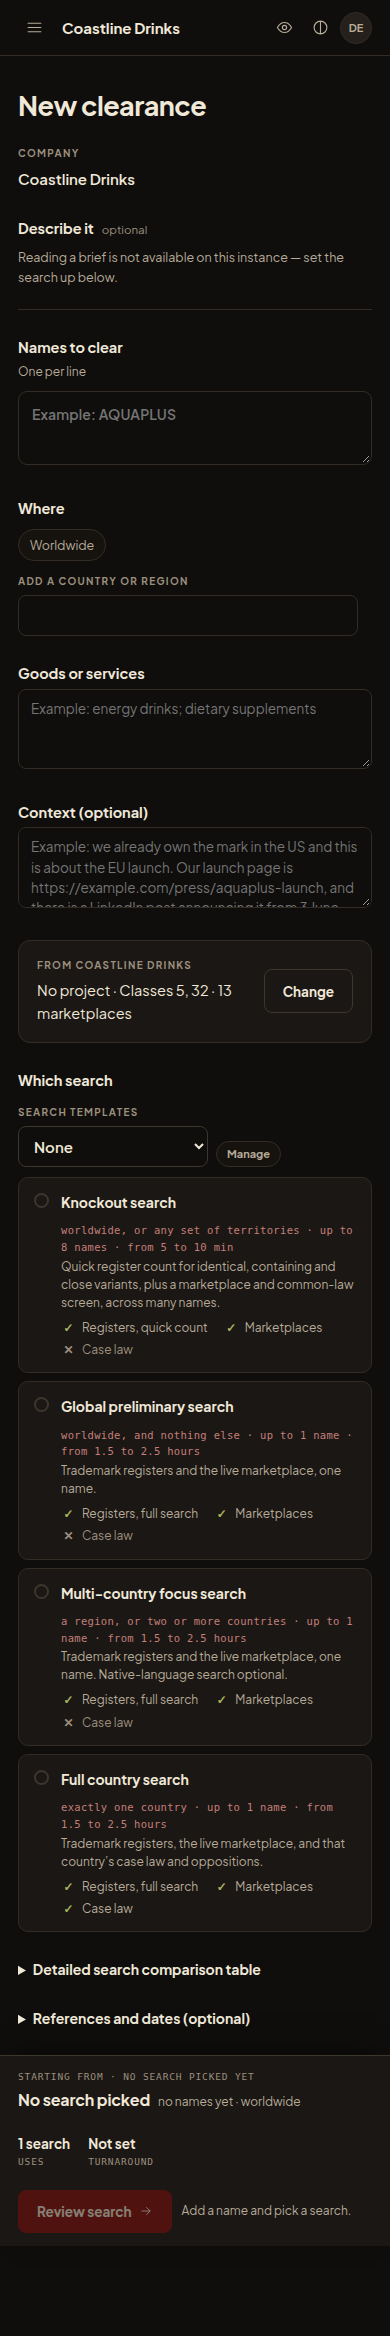 Coastline Drinks
DE
New clearance
COMPANY
Coastline Drinks
Describe it optional
Reading a brief is not available on this instance — set the
search up below.
Names to clear
One per line
Example: AQUAPLUS
Where
Worldwide
ADD A COUNTRY OR REGION
Goods or services
Example: energy drinks; dietary supplements
Context (optional)
Example: we already own the mark in the US and this
is about the EU launch. Our launch page is
https://example.com/press/aquaplus-launch, and
there is a LinkedIn post announcing it from 3 June
FROM COASTLINE DRINKS
No project · Classes 5, 32 · 13
marketplaces
Change
Which search
SEARCH TEMPLATES
None
Manage
Knockout search
worldwide, or any set of territories · up to
8 names · from 5 to 10 min
Quick register count for identical, containing and
close variants, plus a marketplace and common-law
screen, across many names.
✓ Registers, quick count ✓ Marketplaces
✕ Case law
Global preliminary search
worldwide, and nothing else · up to 1 name ·
from 1.5 to 2.5 hours
Trademark registers and the live marketplace, one
name.
✓ Registers, full search ✓ Marketplaces
✕ Case law
Multi-country focus search
a region, or two or more countries · up to 1
name · from 1.5 to 2.5 hours
Trademark registers and the live marketplace, one
name. Native-language search optional.
✓ Registers, full search ✓ Marketplaces
✕ Case law
Full country search
exactly one country · up to 1 name · from
1.5 to 2.5 hours
Trademark registers, the live marketplace, and that
country's case law and oppositions.
✓ Registers, full search ✓ Marketplaces
✓ Case law
▶ Detailed search comparison table
▶ References and dates (optional)
STARTING FROM · NO SEARCH PICKED YET
No search picked no names yet · worldwide
1 search Not set
USES TURNAROUND
Review search → Add a name and pick a search.